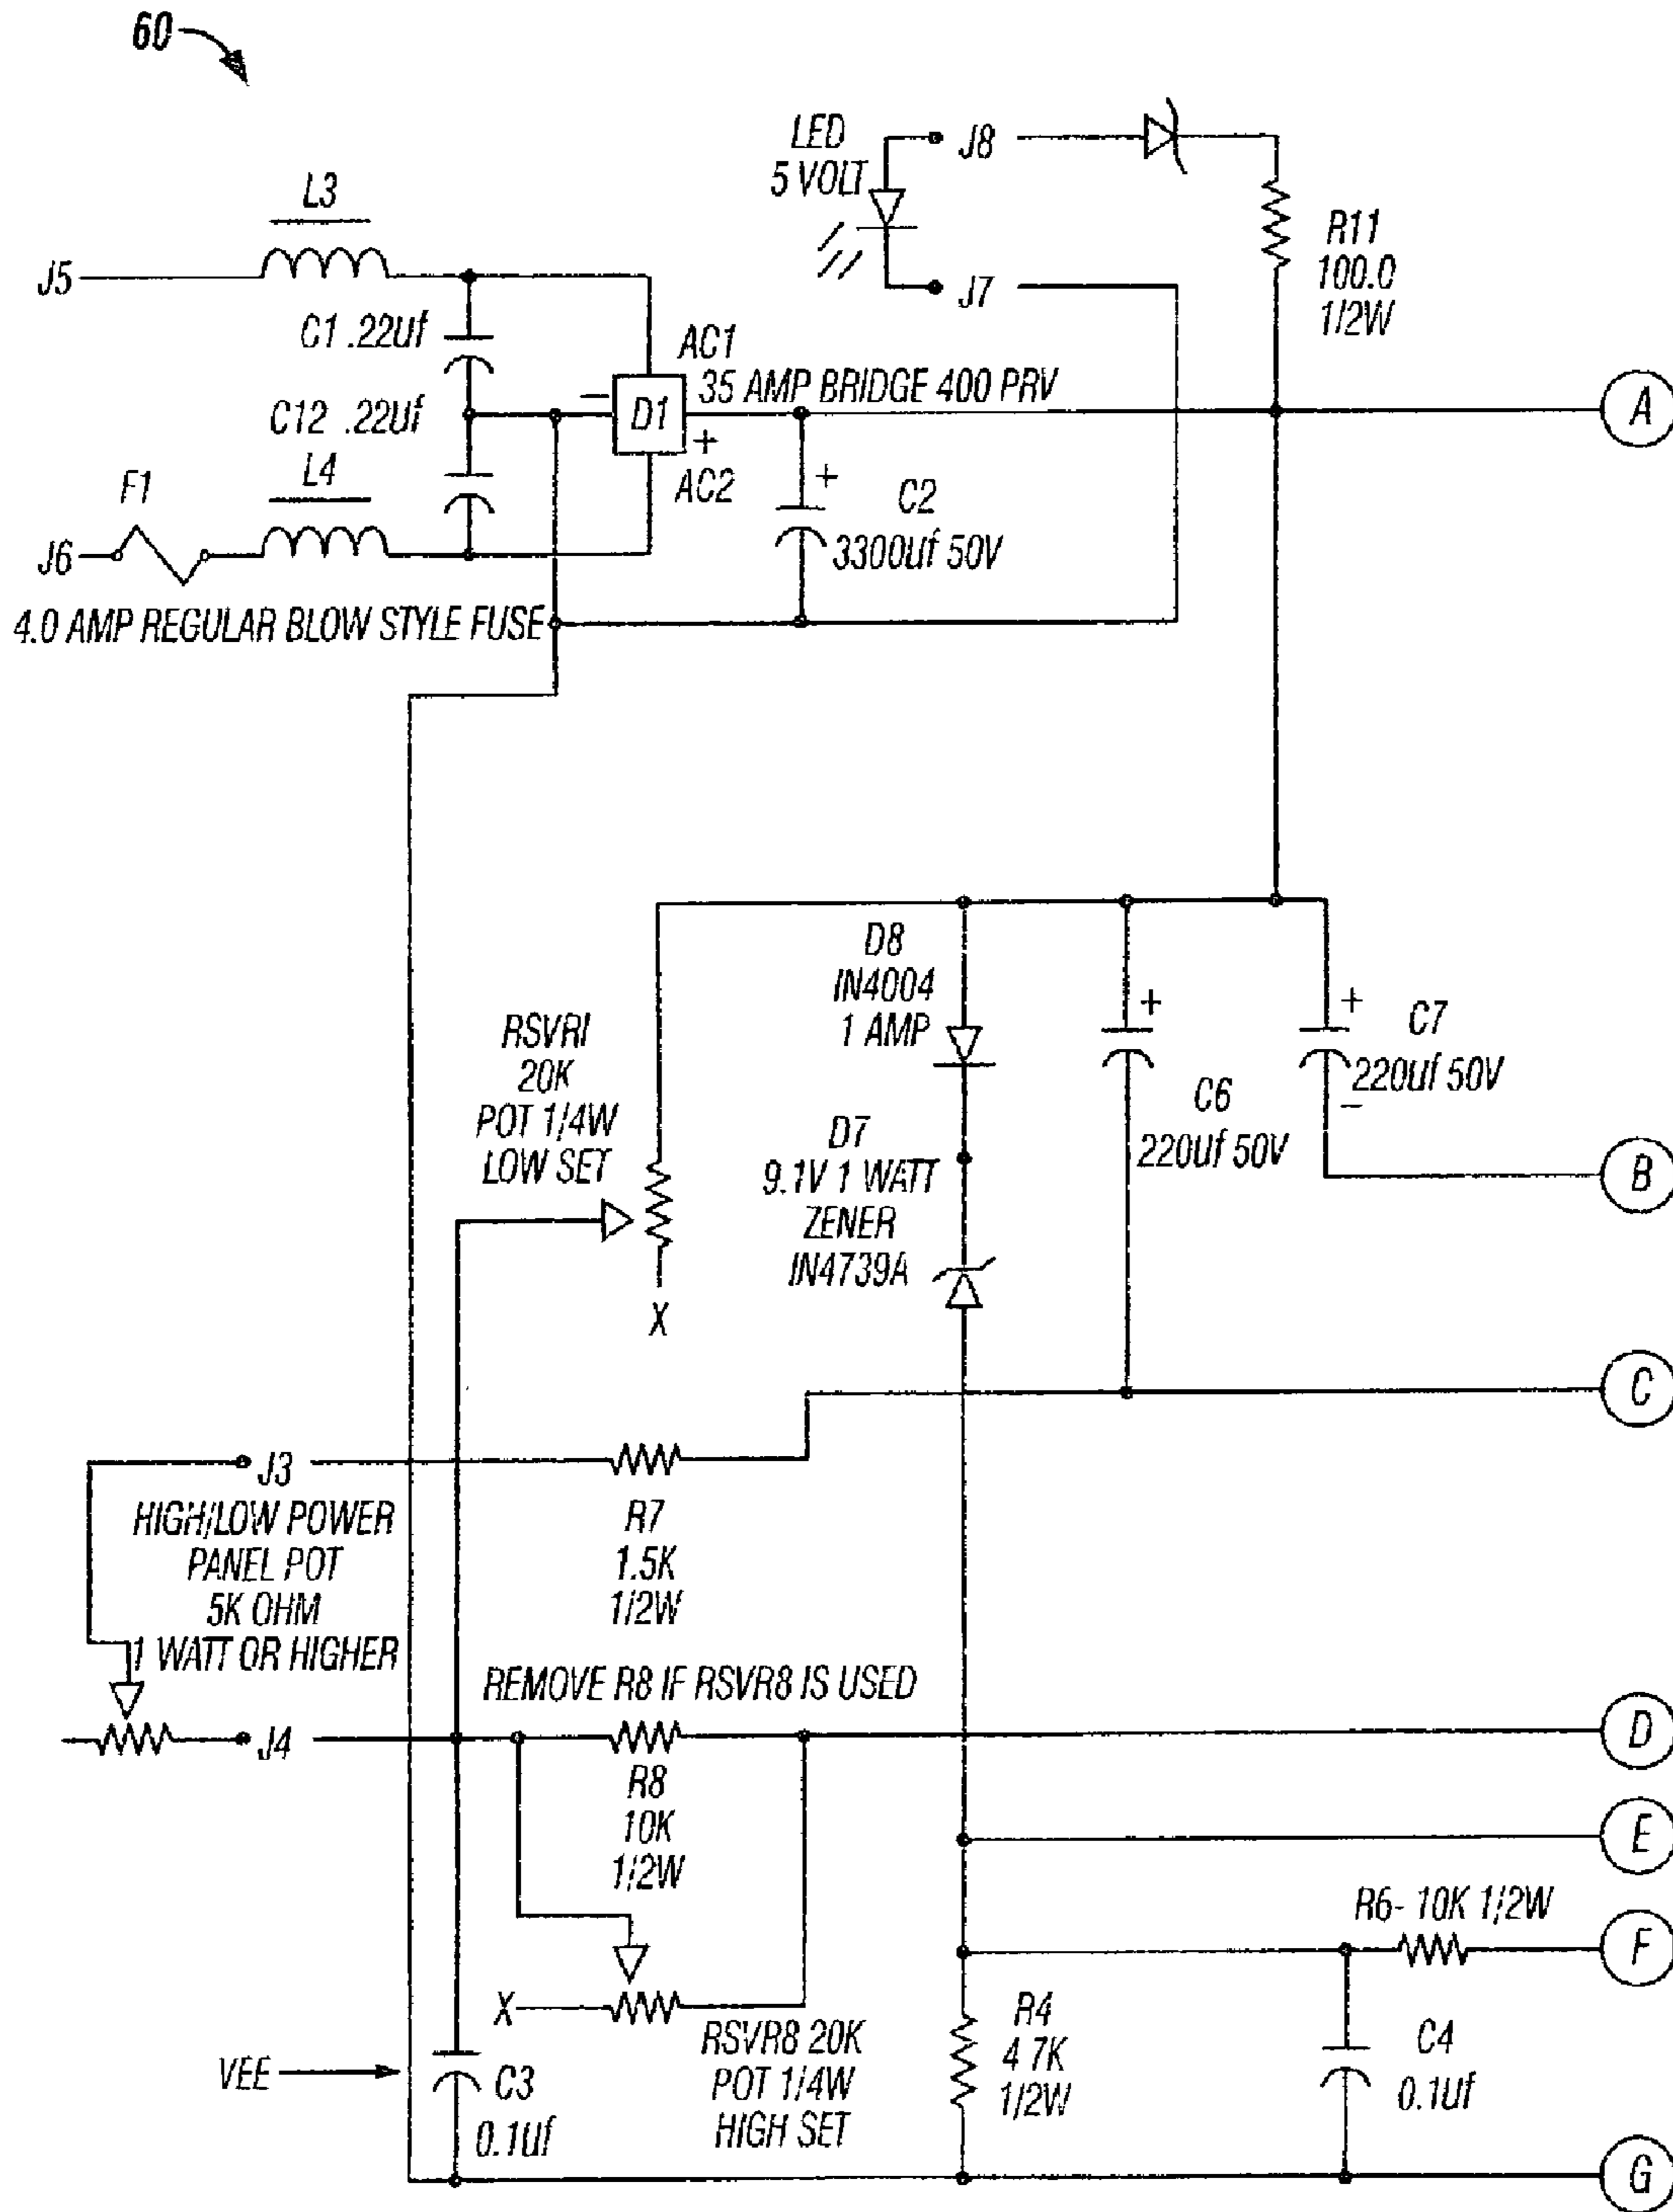 60
LED
5 VOLT
J8
L3
R11
100.0
1/2W
J5
J7
C1 .22Uf
AC1
35 AMP BRIDGE 400 PRV
–
D1
+
A
C12 .22Uf
L4
F1
AC2
+
C2
3300Uf 50V
J6
4.0 AMP REGULAR BLOW STYLE FUSE
D8
IN4004
1 AMP
RSVRI
20K
POT 1/4W
LOW SET
+
C6
220Uf 50V
+
C7
220Uf 50V
–
D7
9.1V 1 WATT
ZENER
IN4739A
B
X
C
J3
HIGH/LOW POWER
PANEL POT
5K OHM
1 WATT OR HIGHER
R7
1.5K
1/2W
REMOVE R8 IF RSVR8 IS USED
J4
D
R8
10K
1/2W
E
R6- 10K 1/2W
F
X
RSVR8 20K
POT 1/4W
HIGH SET
R4
4 7K
1/2W
C4
0.1Uf
VEE
C3
0.1Uf
G